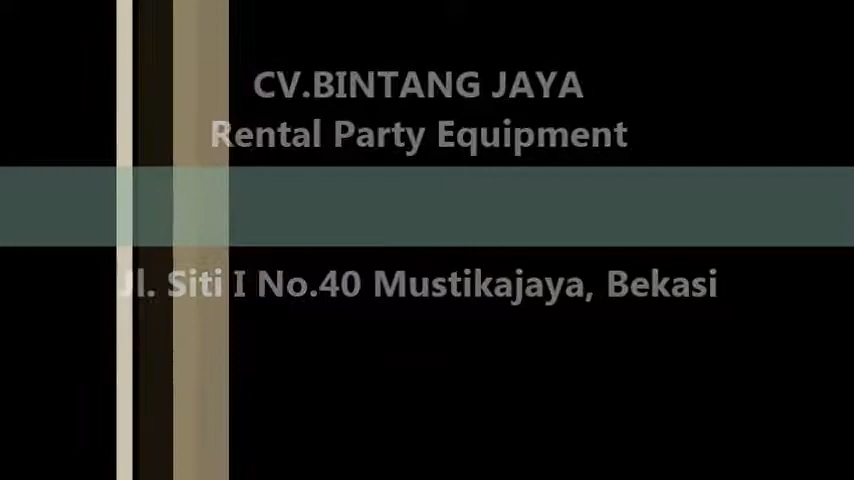 CV.BINTANG JAYA
Rental Party Equipment
Jl. Siti I No.40 Mustikajaya, Bekasi